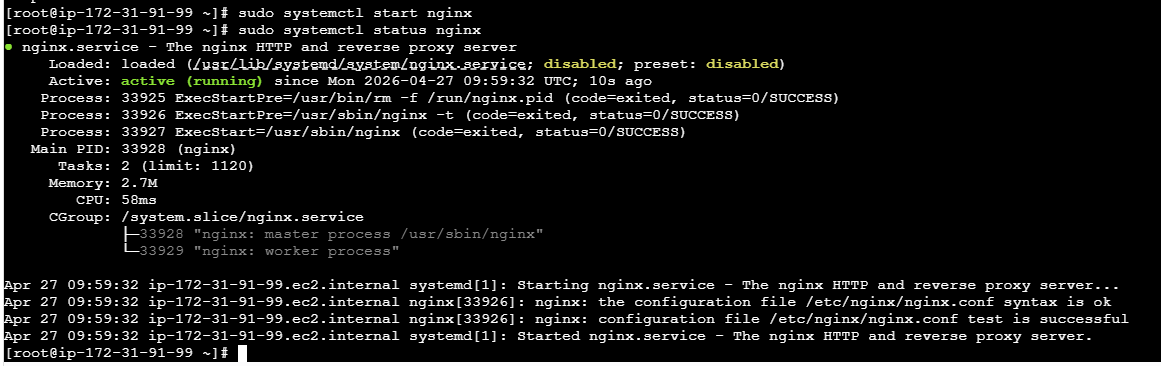 [root@ip-172-31-91-99 ~]# sudo systemctl start nginx
[root@ip-172-31-91-99 ~]# sudo systemctl status nginx
● nginx.service - The nginx HTTP and reverse proxy server
     Loaded: loaded (/usr/lib/systemd/system/nginx.service; disabled; preset: disabled)
     Active: active (running) since Mon 2026-04-27 09:59:32 UTC; 10s ago
    Process: 33925 ExecStartPre=/usr/bin/rm -f /run/nginx.pid (code=exited, status=0/SUCCESS)
    Process: 33926 ExecStartPre=/usr/sbin/nginx -t (code=exited, status=0/SUCCESS)
    Process: 33927 ExecStart=/usr/sbin/nginx (code=exited, status=0/SUCCESS)
   Main PID: 33928 (nginx)
      Tasks: 2 (limit: 1120)
     Memory: 2.7M
        CPU: 58ms
     CGroup: /system.slice/nginx.service
             ├─33928 "nginx: master process /usr/sbin/nginx"
             └─33929 "nginx: worker process"
Apr 27 09:59:32 ip-172-31-91-99.ec2.internal systemd[1]: Starting nginx.service - The nginx HTTP and reverse proxy server...
Apr 27 09:59:32 ip-172-31-91-99.ec2.internal nginx[33926]: nginx: the configuration file /etc/nginx/nginx.conf syntax is ok
Apr 27 09:59:32 ip-172-31-91-99.ec2.internal nginx[33926]: nginx: configuration file /etc/nginx/nginx.conf test is successful
Apr 27 09:59:32 ip-172-31-91-99.ec2.internal systemd[1]: Started nginx.service - The nginx HTTP and reverse proxy server.
[root@ip-172-31-91-99 ~]#